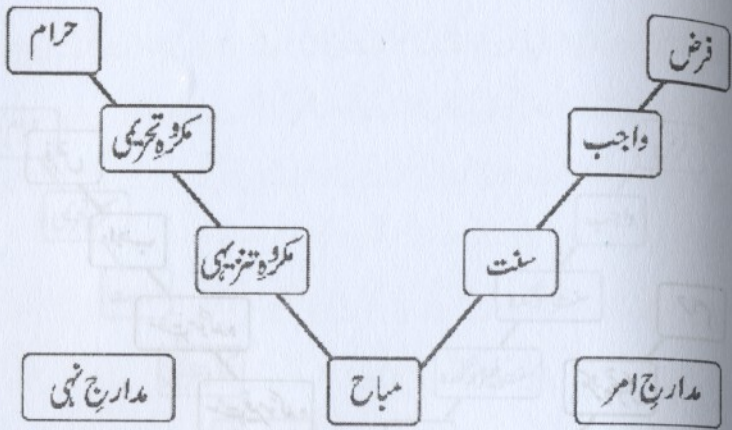 فرض
حرام
واجب
مکروہِ تحریمی
سنت
مکروہِ تنزیہی
مدارجِ امر
مباح
مدارجِ نہی